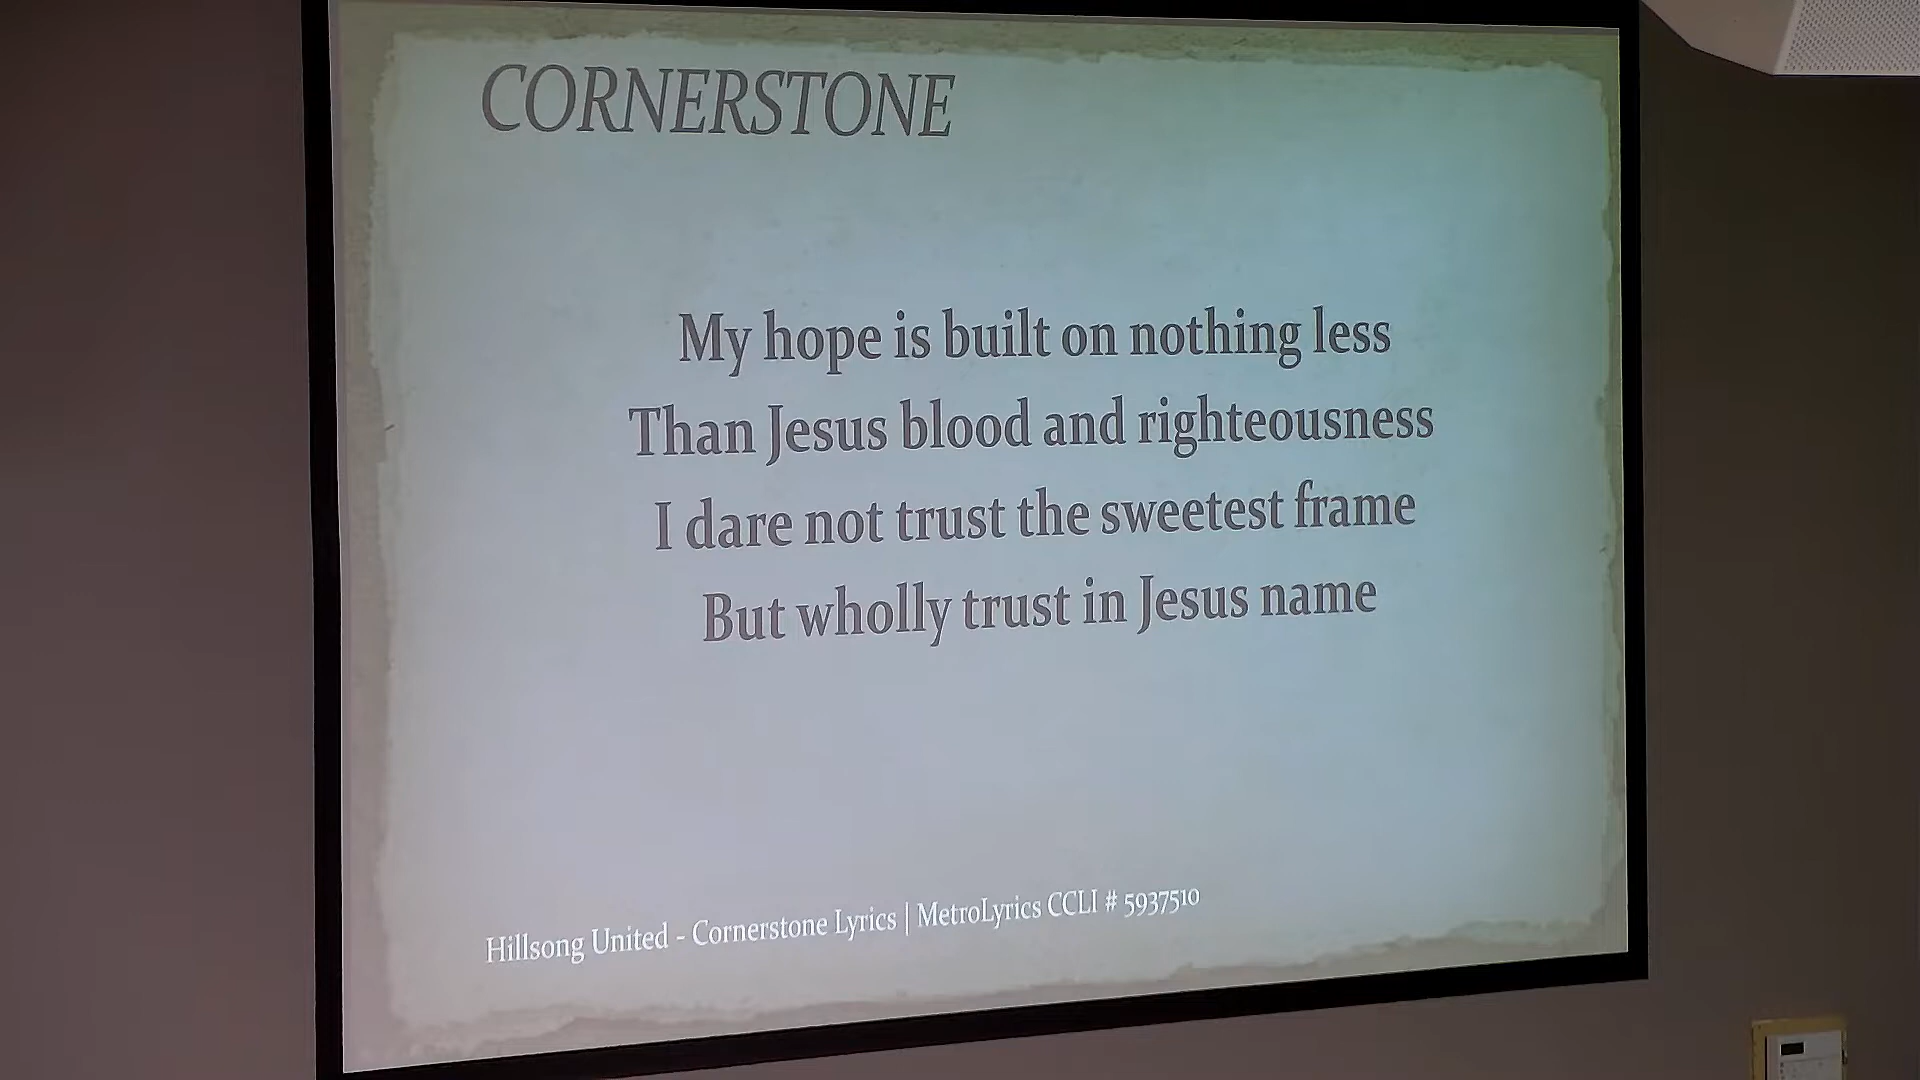 CORNERSTONE
My hope is built on nothing less
Than Jesus blood and righteousness
I dare not trust the sweetest frame
But wholly trust in Jesus name
Hillsong United - Cornerstone Lyrics | MetroLyrics CCLI # 5937510